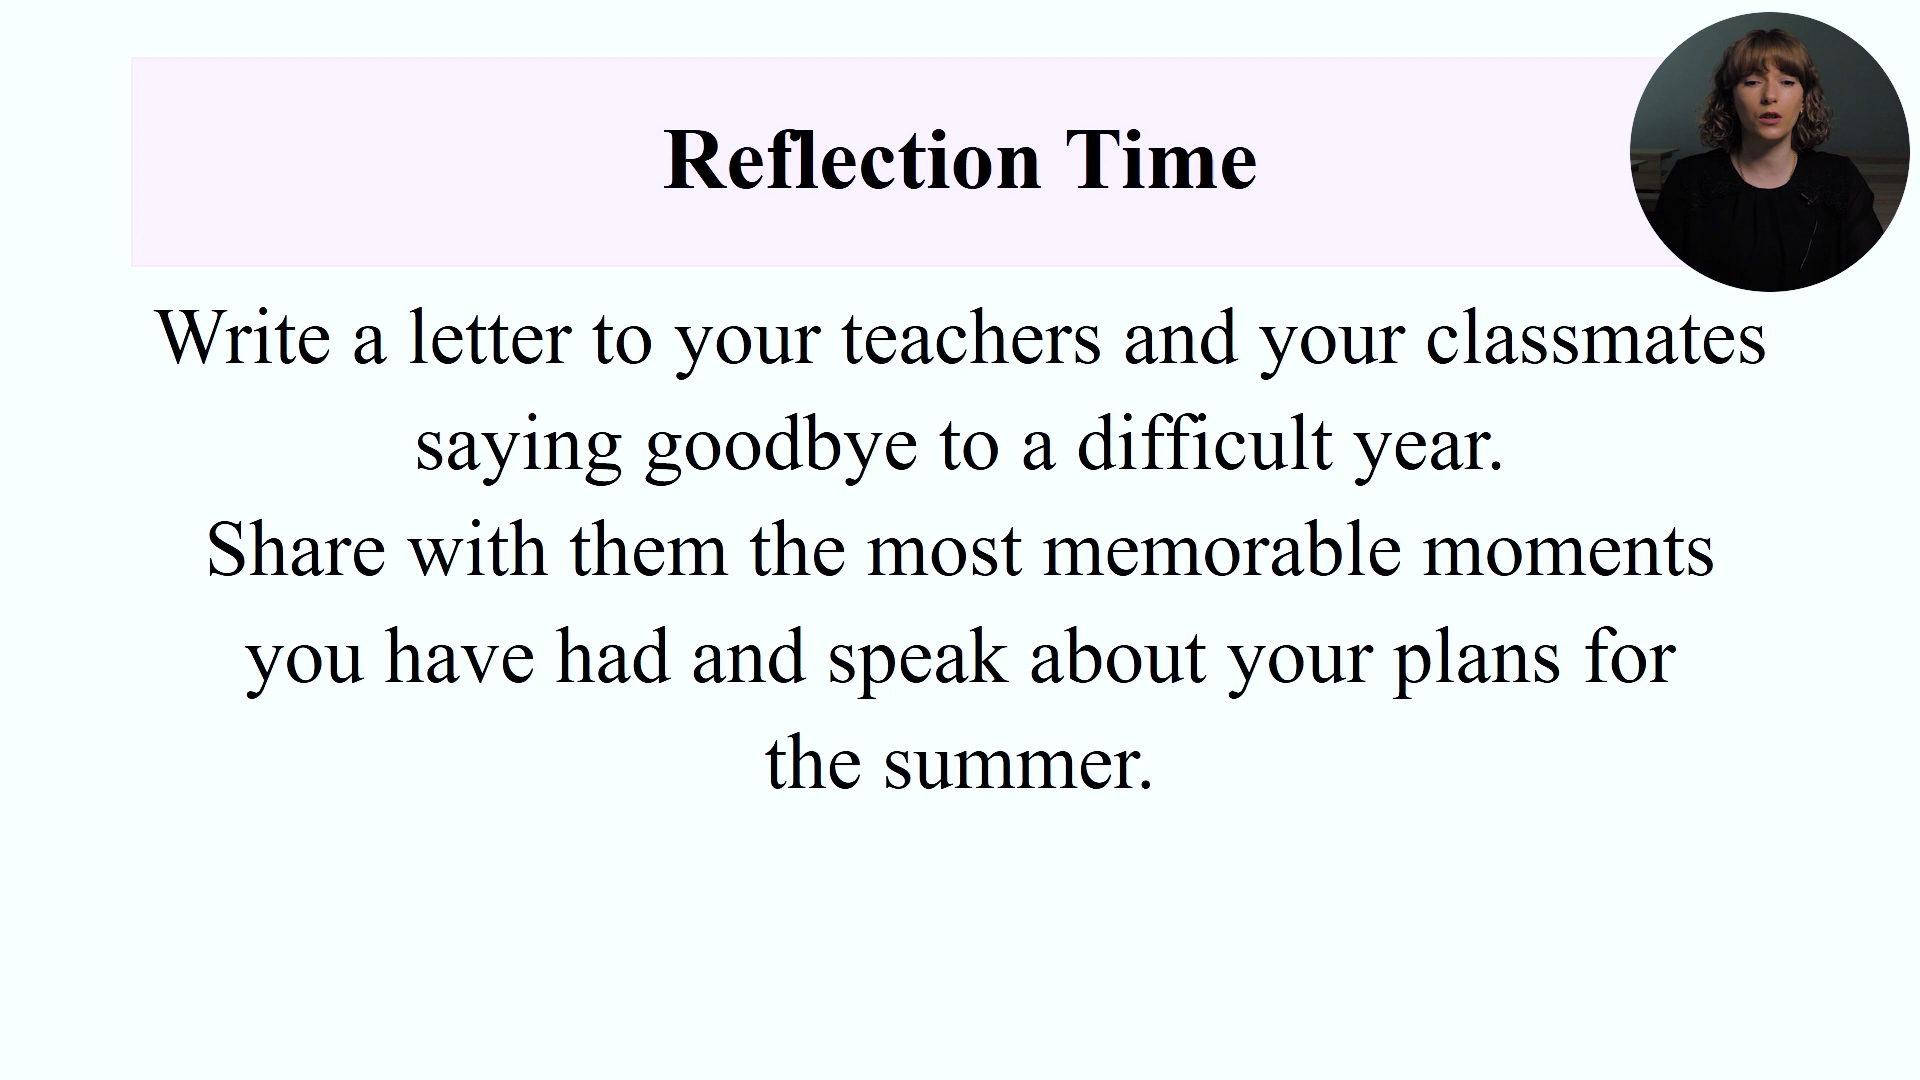 Reflection Time
Write a letter to your teachers and your classmates
saying goodbye to a difficult year.
Share with them the most memorable moments
you have had and speak about your plans for
the summer.